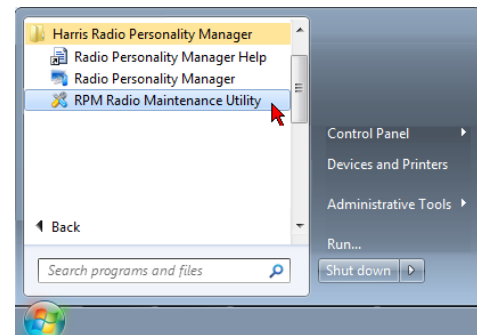 Harris Radio Personality Manager
Radio Personality Manager Help
Radio Personality Manager
RPM Radio Maintenance Utility
Back
Search programs and files
Control Panel
Devices and Printers
Administrative Tools
Run...
Shut down